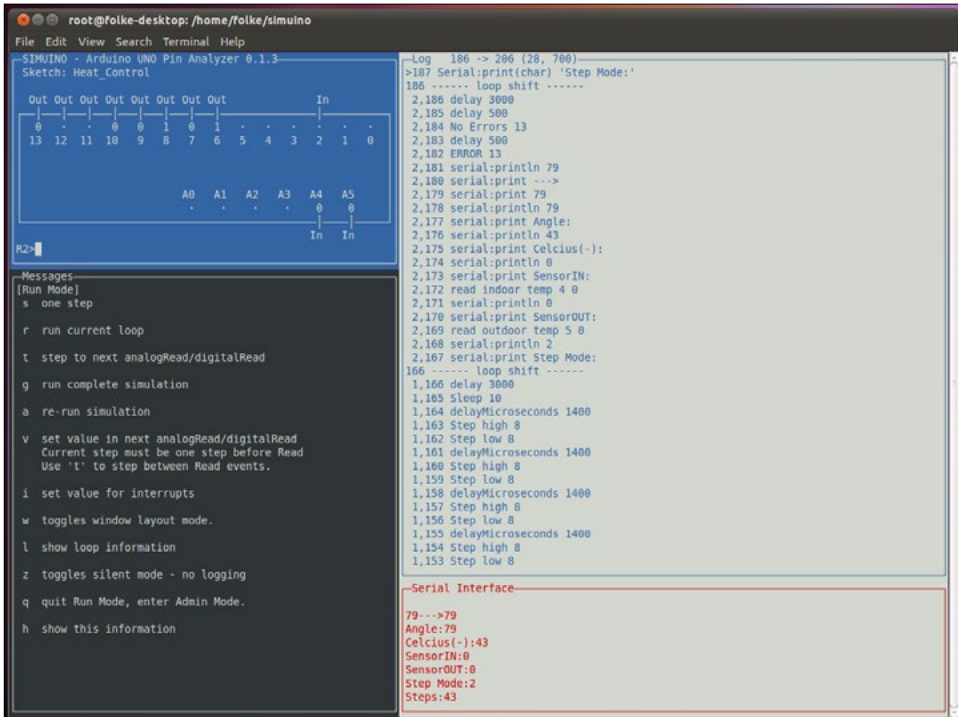 root@folke-desktop: /home/folke/simuino
File Edit View Search Terminal Help
SIMUINO - Arduino UNO Pin Analyzer 0.1.3
Sketch: Heat_Control
Out Out Out Out Out Out Out Out In
0 . . 0 0 1 0 1 . . . . . .
13 12 11 10 9 8 7 6 5 4 3 2 1 0
A0 A1 A2 A3 A4 A5
. . . . 0 0
In In
R2>
Messages
[Run Mode]
s one step
r run current loop
t step to next analogRead/digitalRead
g run complete simulation
a re-run simulation
v set value in next analogRead/digitalRead
Current step must be one step before Read
Use 't' to step between Read events.
i set value for interrupts
w toggles window layout mode.
l show loop information
z toggles silent mode - no logging
q quit Run Mode, enter Admin Mode.
h show this information
Log 186 -> 206 (28, 700)
>187 Serial:print(char) 'Step Mode:'
186 ------ loop shift ------
2,186 delay 3000
2,185 delay 500
2,184 No Errors 13
2,183 delay 500
2,182 ERROR 13
2,181 serial:println 79
2,180 serial:print --->
2,179 serial:print 79
2,178 serial:println 79
2,177 serial:print Angle:
2,176 serial:println 43
2,175 serial:print Celcius(-):
2,174 serial:println 0
2,173 serial:print SensorIN:
2,172 read indoor temp 4 0
2,171 serial:println 0
2,170 serial:print SensorOUT:
2,169 read outdoor temp 5 0
2,168 serial:println 2
2,167 serial:print Step Mode:
166 ------ loop shift ------
1,166 delay 3000
1,165 Sleep 10
1,164 delayMicroseconds 1400
1,163 Step high 8
1,162 Step low 8
1,161 delayMicroseconds 1400
1,160 Step high 8
1,159 Step low 8
1,158 delayMicroseconds 1400
1,157 Step high 8
1,156 Step low 8
1,155 delayMicroseconds 1400
1,154 Step high 8
1,153 Step low 8
Serial Interface
79--->79
Angle:79
Celcius(-):43
SensorIN:0
SensorOUT:0
Step Mode:2
Steps:43